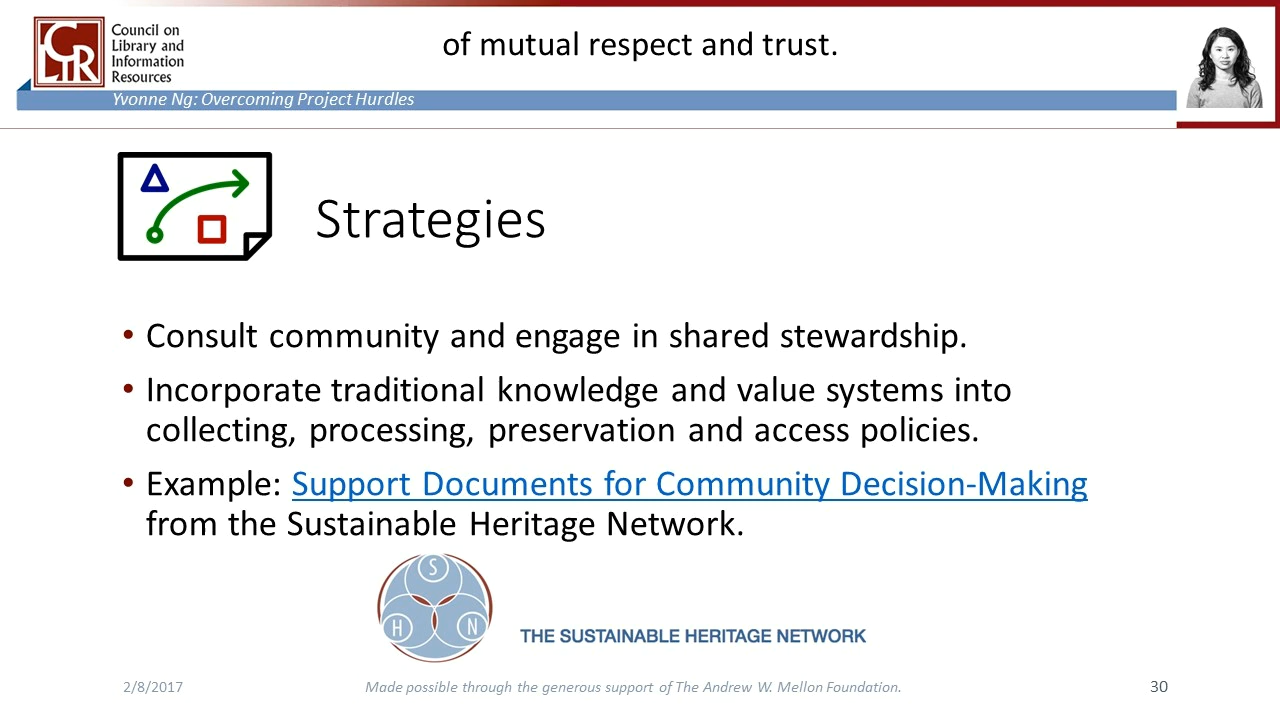 CLIR
Council on
Library and
Information
Resources
of mutual respect and trust.
Yvonne Ng: Overcoming Project Hurdles
Strategies
• Consult community and engage in shared stewardship.
• Incorporate traditional knowledge and value systems into
collecting, processing, preservation and access policies.
• Example: Support Documents for Community Decision-Making
from the Sustainable Heritage Network.
S
H N
THE SUSTAINABLE HERITAGE NETWORK
2/8/2017 Made possible through the generous support of The Andrew W. Mellon Foundation. 30